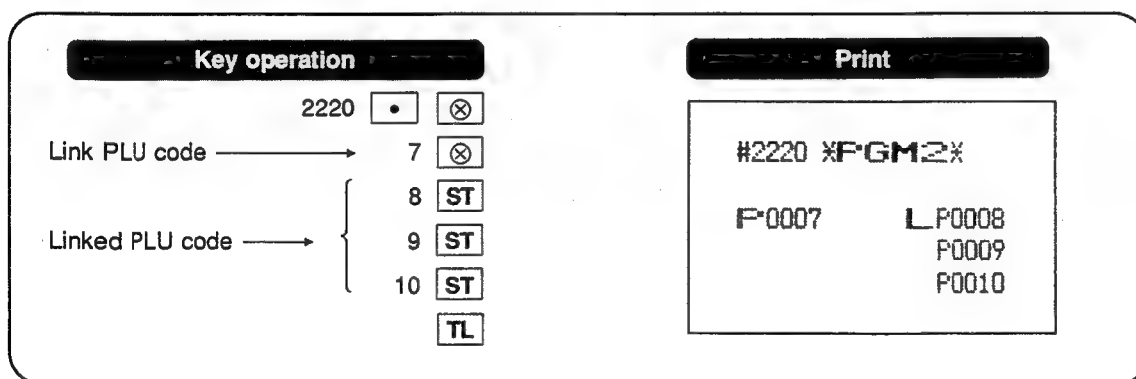 Key operation
2220 • ⊗
Link PLU code 7 ⊗
8 ST
Linked PLU code 9 ST
10 ST
TL
Print
#2220 *PGM2*
P0007 L P0008
P0009
P0010